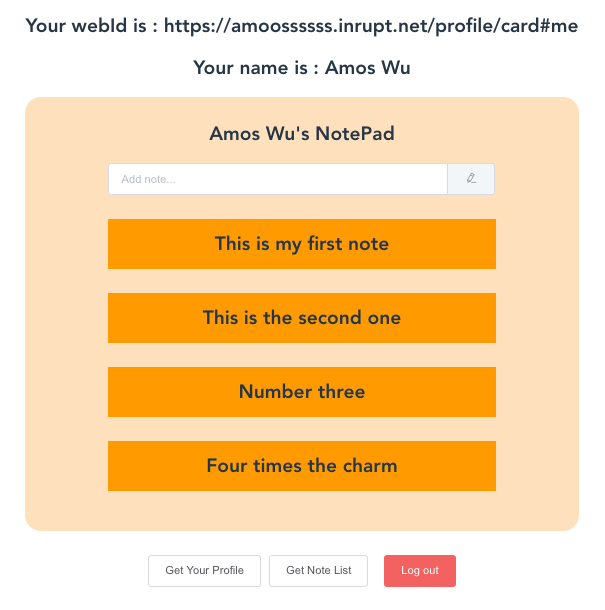 Your webId is : https://amoossssss.inrupt.net/profile/card#me
Your name is : Amos Wu
Amos Wu's NotePad
Add note...
This is my first note
This is the second one
Number three
Four times the charm
Get Your Profile
Get Note List
Log out